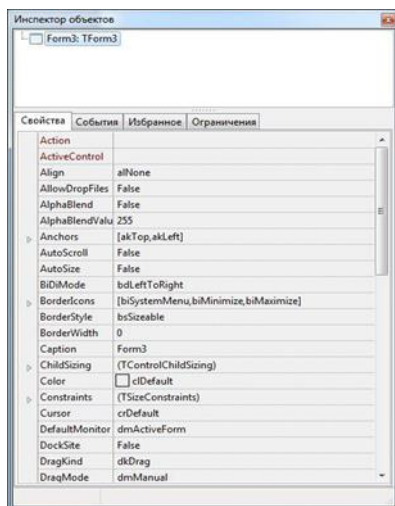 Инспектор объектов
Form3: TForm3
Свойства События Избранное Ограничения
Action
ActiveControl
Align alNone
AllowDropFiles False
AlphaBlend False
AlphaBlendValu 255
Anchors [akTop,akLeft]
AutoScroll False
AutoSize False
BiDiMode bdLeftToRight
BorderIcons [biSystemMenu,biMinimize,biMaximize]
BorderStyle bsSizeable
BorderWidth 0
Caption Form3
ChildSizing (TControlChildSizing)
Color clDefault
Constraints (TSizeConstraints)
Cursor crDefault
DefaultMonitor dmActiveForm
DockSite False
DragKind dkDrag
DragMode dmManual